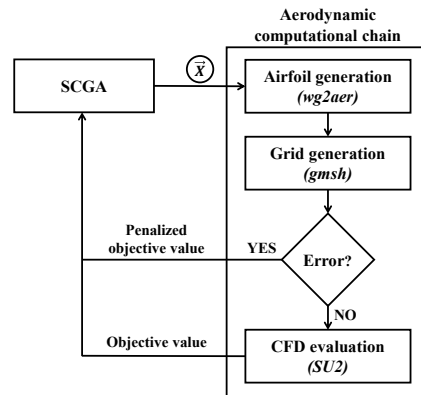 Aerodynamic
computational chain
SCGA
X
Airfoil generation
(wg2aer)
Grid generation
(gmsh)
Penalized
objective value
YES
Error?
NO
Objective value
CFD evaluation
(SU2)